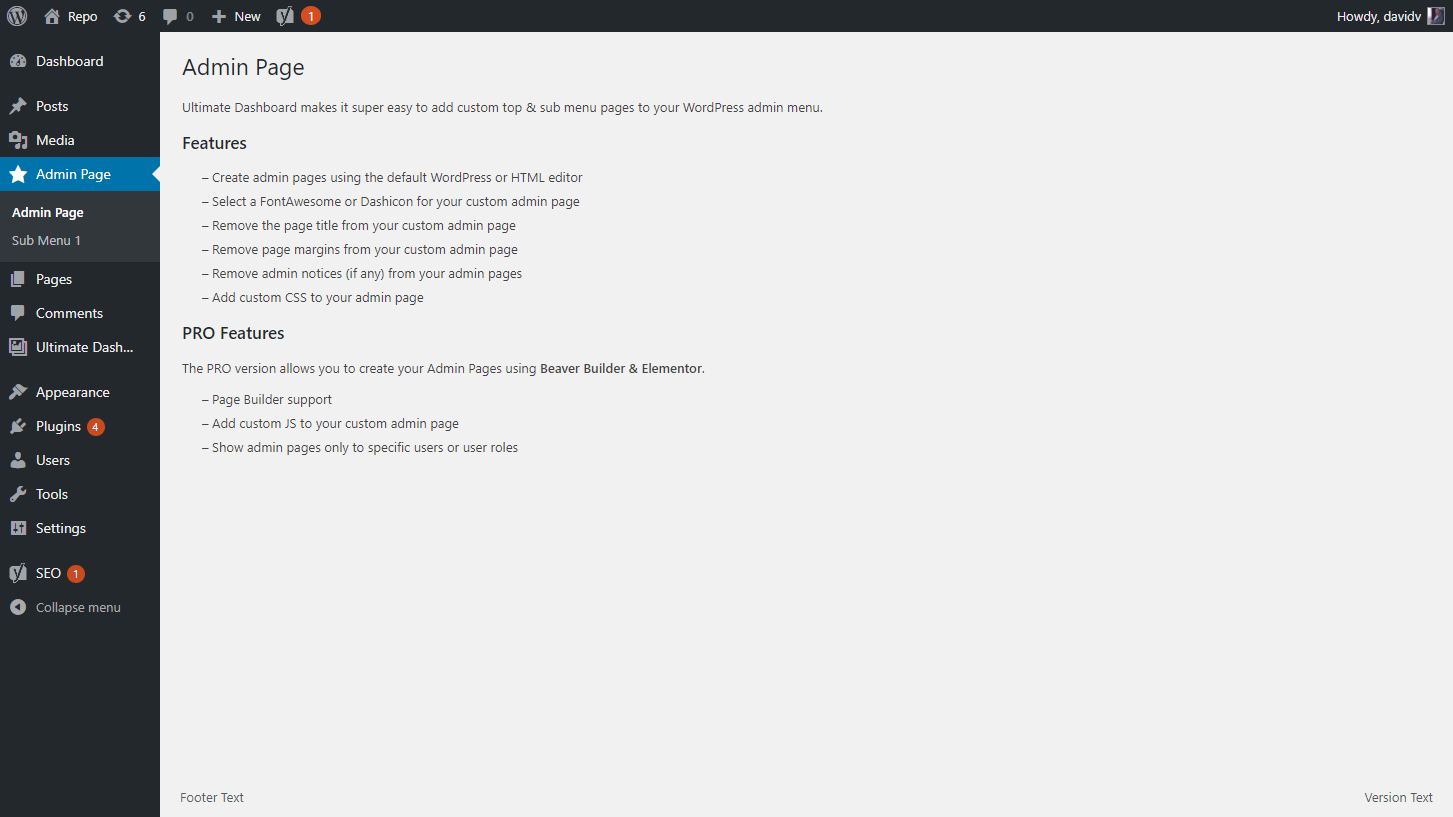 Repo 6 0 New 1 Howdy, davidv
Dashboard
Posts
Media
Admin Page
Admin Page
Sub Menu 1
Pages
Comments
Ultimate Dash...
Appearance
Plugins 4
Users
Tools
Settings
SEO 1
Collapse menu
Admin Page
Ultimate Dashboard makes it super easy to add custom top & sub menu pages to your WordPress admin menu.
Features
– Create admin pages using the default WordPress or HTML editor
– Select a FontAwesome or Dashicon for your custom admin page
– Remove the page title from your custom admin page
– Remove page margins from your custom admin page
– Remove admin notices (if any) from your admin pages
– Add custom CSS to your admin page
PRO Features
The PRO version allows you to create your Admin Pages using Beaver Builder & Elementor.
– Page Builder support
– Add custom JS to your custom admin page
– Show admin pages only to specific users or user roles
Footer Text
Version Text